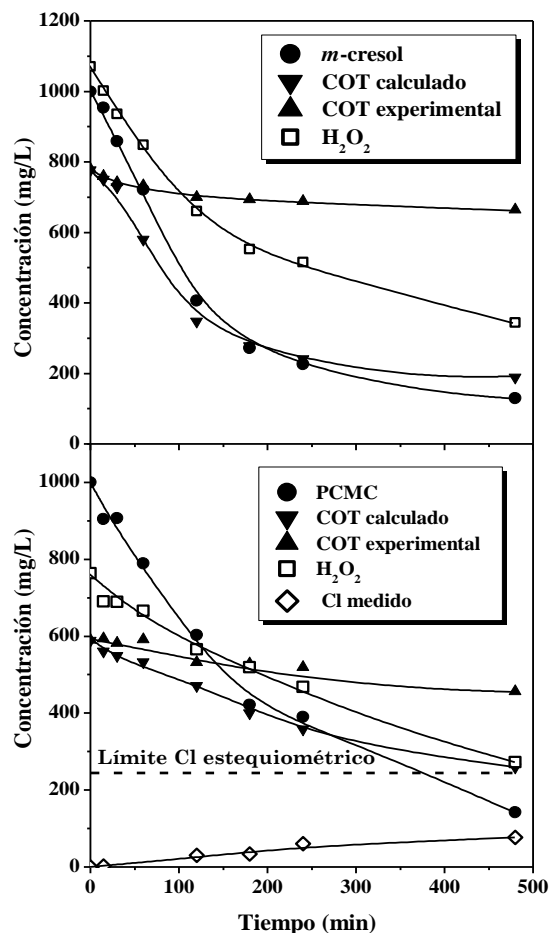 1200
1000
800
600
400
200
0
Concentración (mg/L)
m-cresol
COT calculado
COT experimental
H₂O₂
1000
800
600
400
200
0
Concentración (mg/L)
PCMC
COT calculado
COT experimental
H₂O₂
Cl medido
Límite Cl estequiométrico
0 100 200 300 400 500
Tiempo (min)